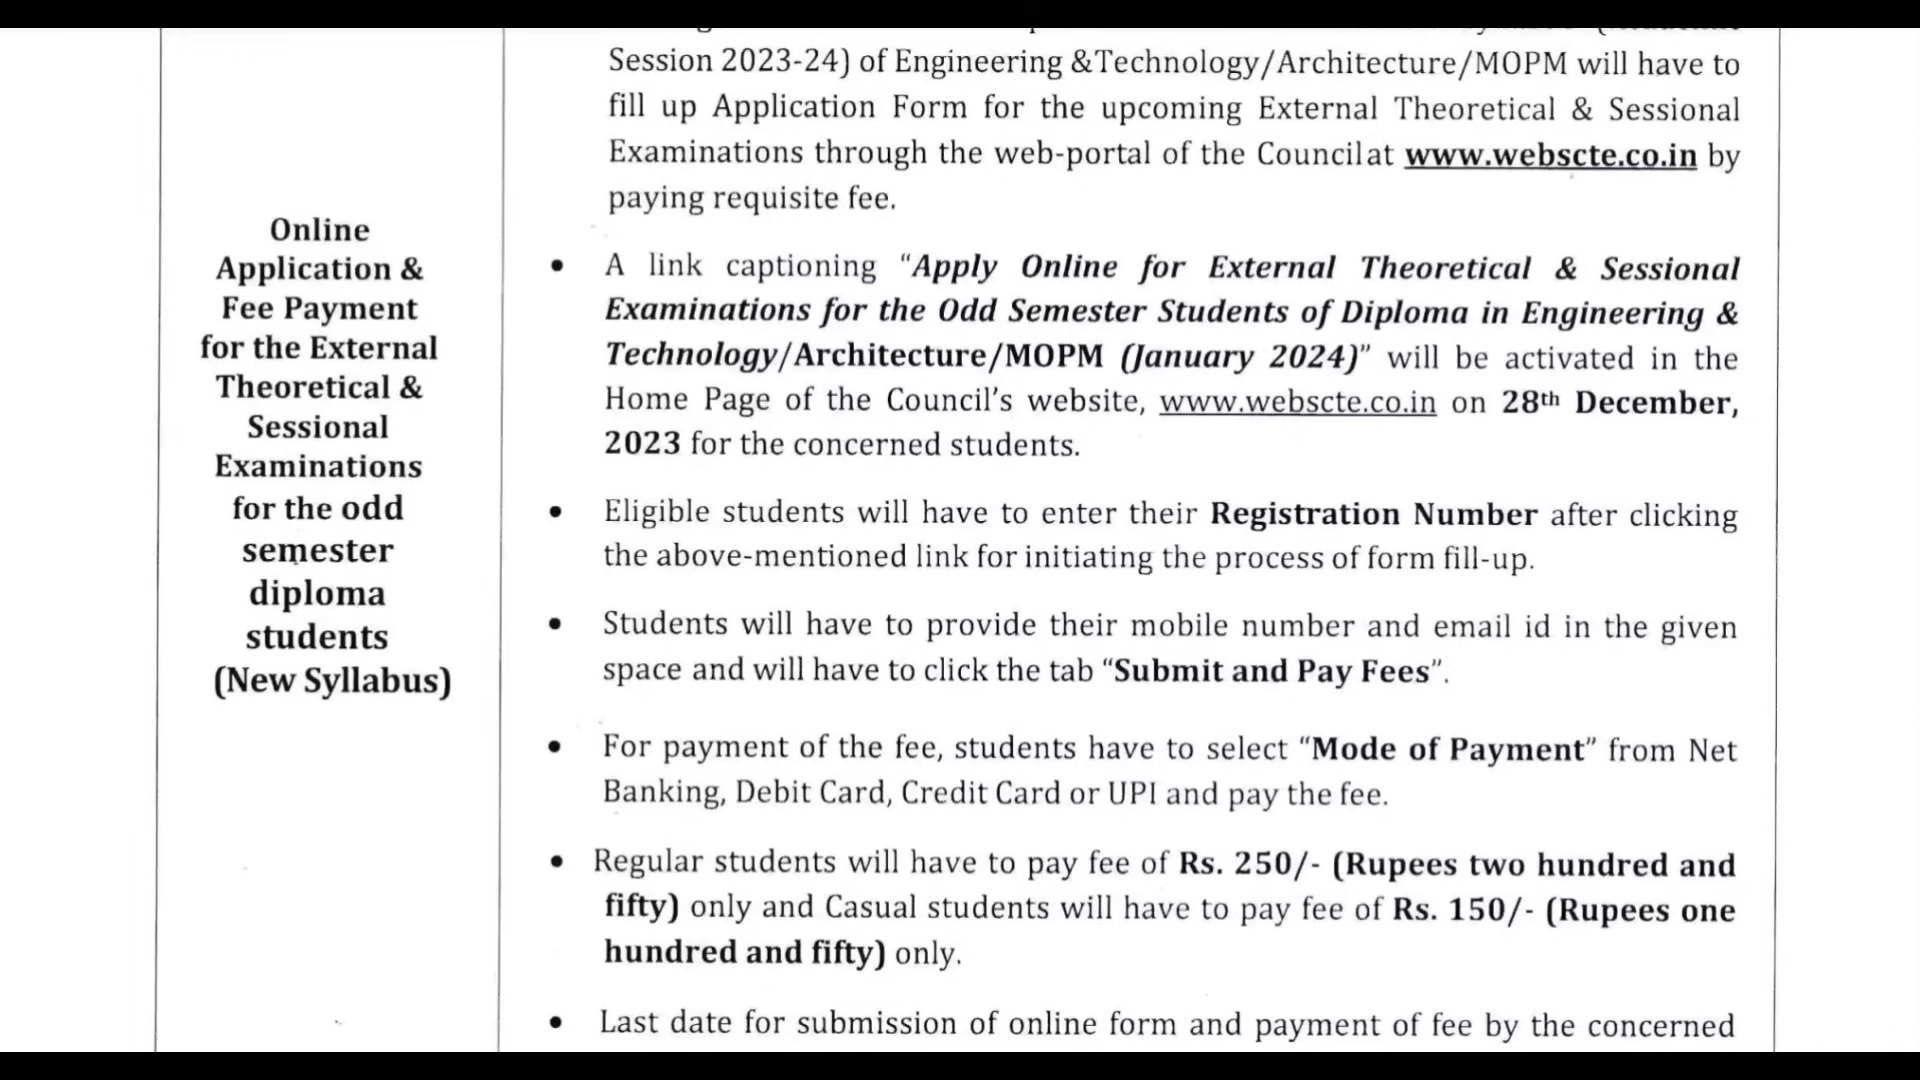 Session 2023-24) of Engineering &Technology/Architecture/MOPM will have to
fill up Application Form for the upcoming External Theoretical & Sessional
Examinations through the web-portal of the Councilat www.webscte.co.in by
paying requisite fee.
Online
Application &
Fee Payment
for the External
Theoretical &
Sessional
Examinations
for the odd
semester
diploma
students
(New Syllabus)
• A link captioning “Apply Online for External Theoretical & Sessional
Examinations for the Odd Semester Students of Diploma in Engineering &
Technology/Architecture/MOPM (January 2024)” will be activated in the
Home Page of the Council’s website, www.webscte.co.in on 28th December,
2023 for the concerned students.
• Eligible students will have to enter their Registration Number after clicking
the above-mentioned link for initiating the process of form fill-up.
• Students will have to provide their mobile number and email id in the given
space and will have to click the tab “Submit and Pay Fees”.
• For payment of the fee, students have to select “Mode of Payment” from Net
Banking, Debit Card, Credit Card or UPI and pay the fee.
• Regular students will have to pay fee of Rs. 250/- (Rupees two hundred and
fifty) only and Casual students will have to pay fee of Rs. 150/- (Rupees one
hundred and fifty) only.
• Last date for submission of online form and payment of fee by the concerned